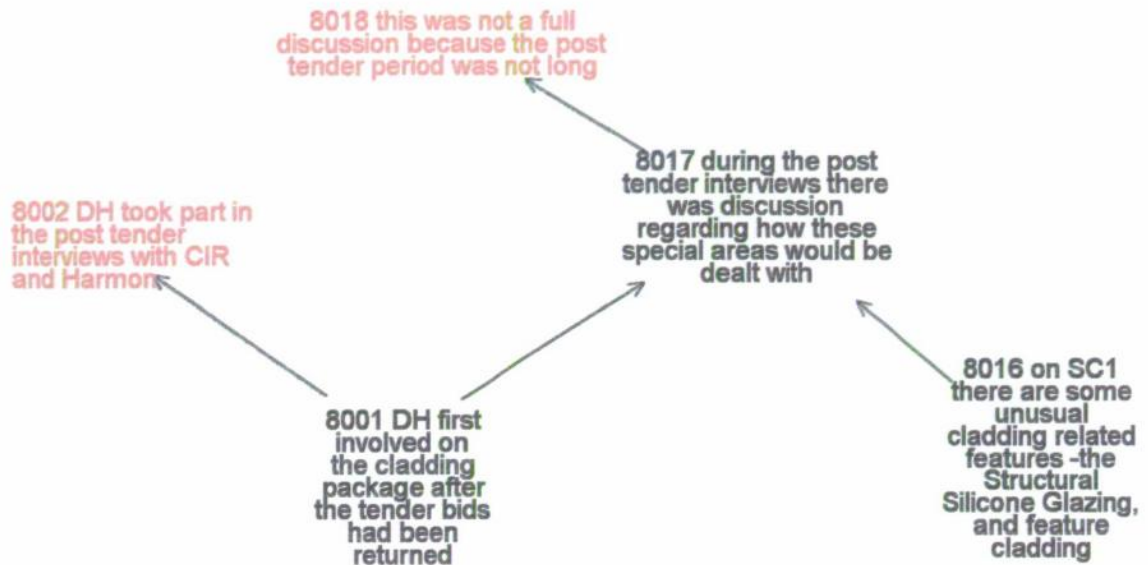 8018 this was not a full
discussion because the post
tender period was not long
8017 during the post
tender interviews there
was discussion
regarding how these
special areas would be
dealt with
8002 DH took part in
the post tender
interviews with CIR
and Harmon
8016 on SC1
there are some
unusual
cladding related
features -the
Structural
Silicone Glazing,
and feature
cladding
8001 DH first
involved on
the cladding
package after
the tender bids
had been
returned